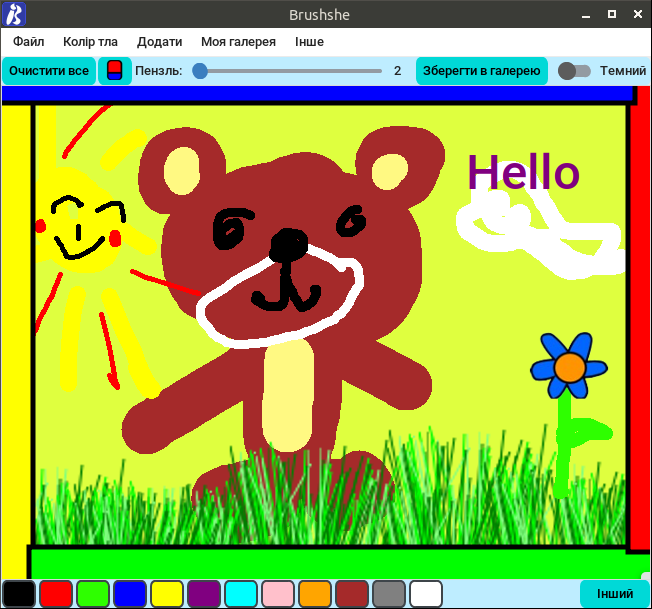 Brushshe
Файл Колір тла Додати Моя галерея Інше
Очистити все Пензль: 2 Зберегти в галерею Темний
Hello
Інший